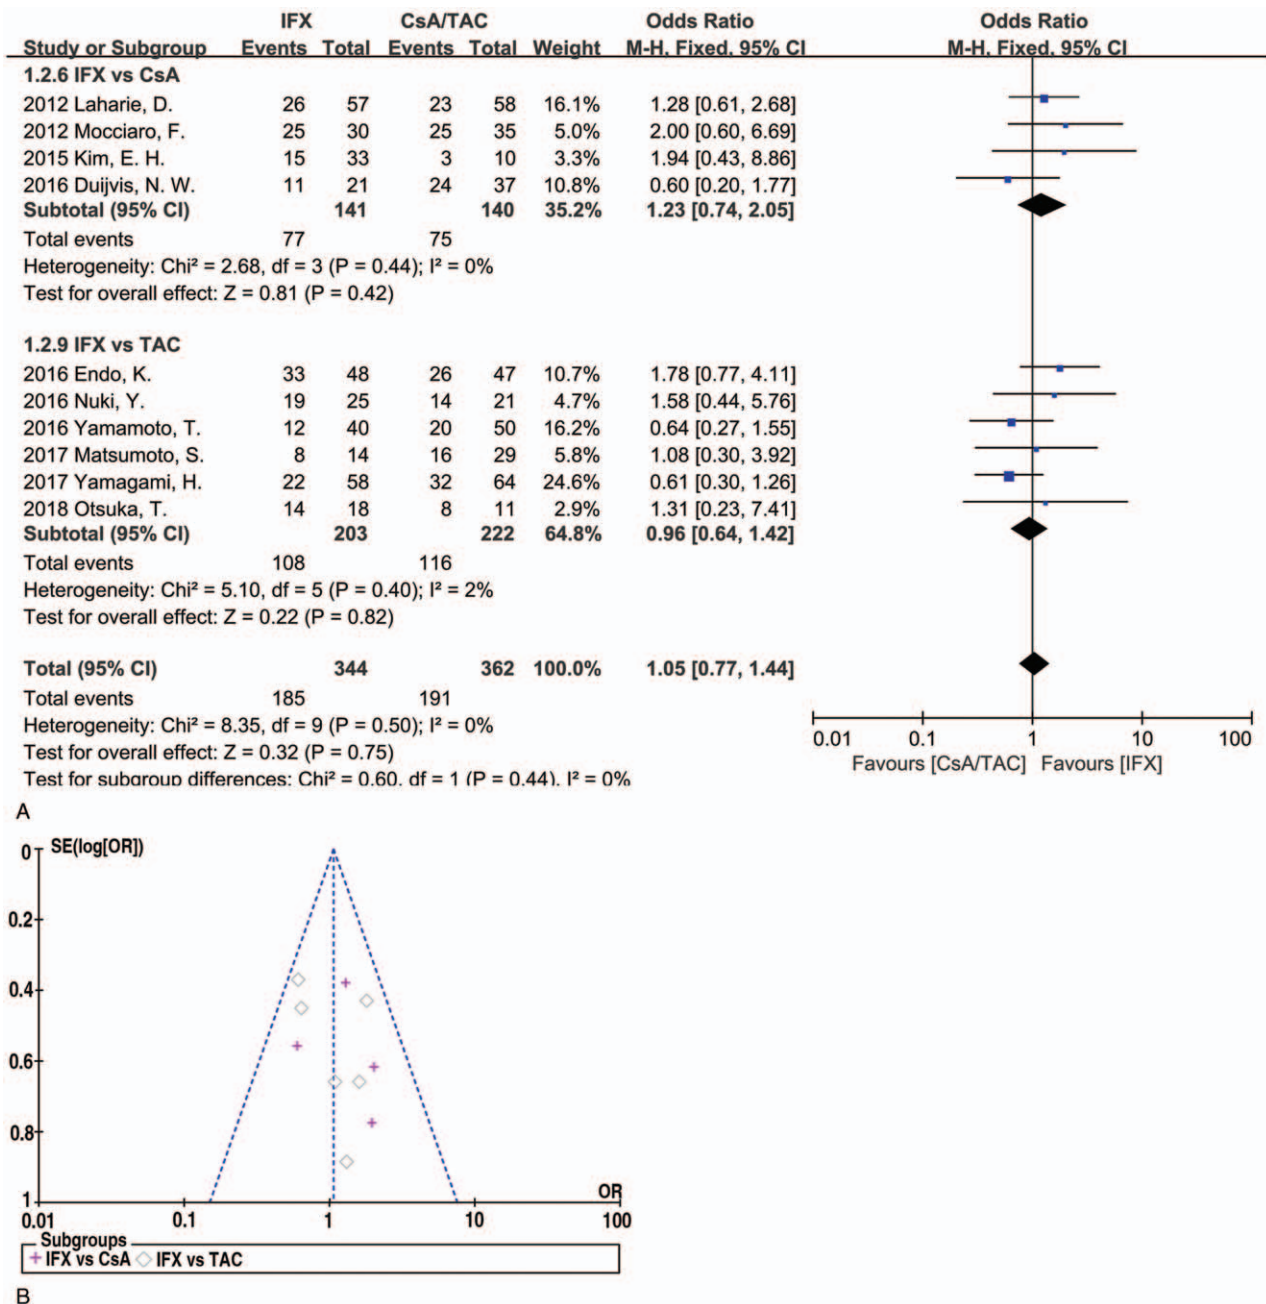 IFX CsA/TAC Odds Ratio Odds Ratio
Study or Subgroup Events Total Events Total Weight M-H. Fixed. 95% CI M-H. Fixed. 95% CI
1.2.6 IFX vs CsA
2012 Laharie, D. 26 57 23 58 16.1% 1.28 [0.61, 2.68]
2012 Mocciaro, F. 25 30 25 35 5.0% 2.00 [0.60, 6.69]
2015 Kim, E. H. 15 33 3 10 3.3% 1.94 [0.43, 8.86]
2016 Duijvis, N. W. 11 21 24 37 10.8% 0.60 [0.20, 1.77]
Subtotal (95% CI) 141 140 35.2% 1.23 [0.74, 2.05]
Total events 77 75
Heterogeneity: Chi² = 2.68, df = 3 (P = 0.44); I² = 0%
Test for overall effect: Z = 0.81 (P = 0.42)
1.2.9 IFX vs TAC
2016 Endo, K. 33 48 26 47 10.7% 1.78 [0.77, 4.11]
2016 Nuki, Y. 19 25 14 21 4.7% 1.58 [0.44, 5.76]
2016 Yamamoto, T. 12 40 20 50 16.2% 0.64 [0.27, 1.55]
2017 Matsumoto, S. 8 14 16 29 5.8% 1.08 [0.30, 3.92]
2017 Yamagami, H. 22 58 32 64 24.6% 0.61 [0.30, 1.26]
2018 Otsuka, T. 14 18 8 11 2.9% 1.31 [0.23, 7.41]
Subtotal (95% CI) 203 222 64.8% 0.96 [0.64, 1.42]
Total events 108 116
Heterogeneity: Chi² = 5.10, df = 5 (P = 0.40); I² = 2%
Test for overall effect: Z = 0.22 (P = 0.82)
Total (95% CI) 344 362 100.0% 1.05 [0.77, 1.44]
Total events 185 191
Heterogeneity: Chi² = 8.35, df = 9 (P = 0.50); I² = 0%
Test for overall effect: Z = 0.32 (P = 0.75)
Test for subgroup differences: Chi² = 0.60. df = 1 (P = 0.44). I² = 0%
0.01 0.1 1 10 100
Favours [CsA/TAC] Favours [IFX]
A
0 SE(log[OR])
0.2
0.4
0.6
0.8
1 OR
0.01 0.1 1 10 100
Subgroups
IFX vs CsA IFX vs TAC
B